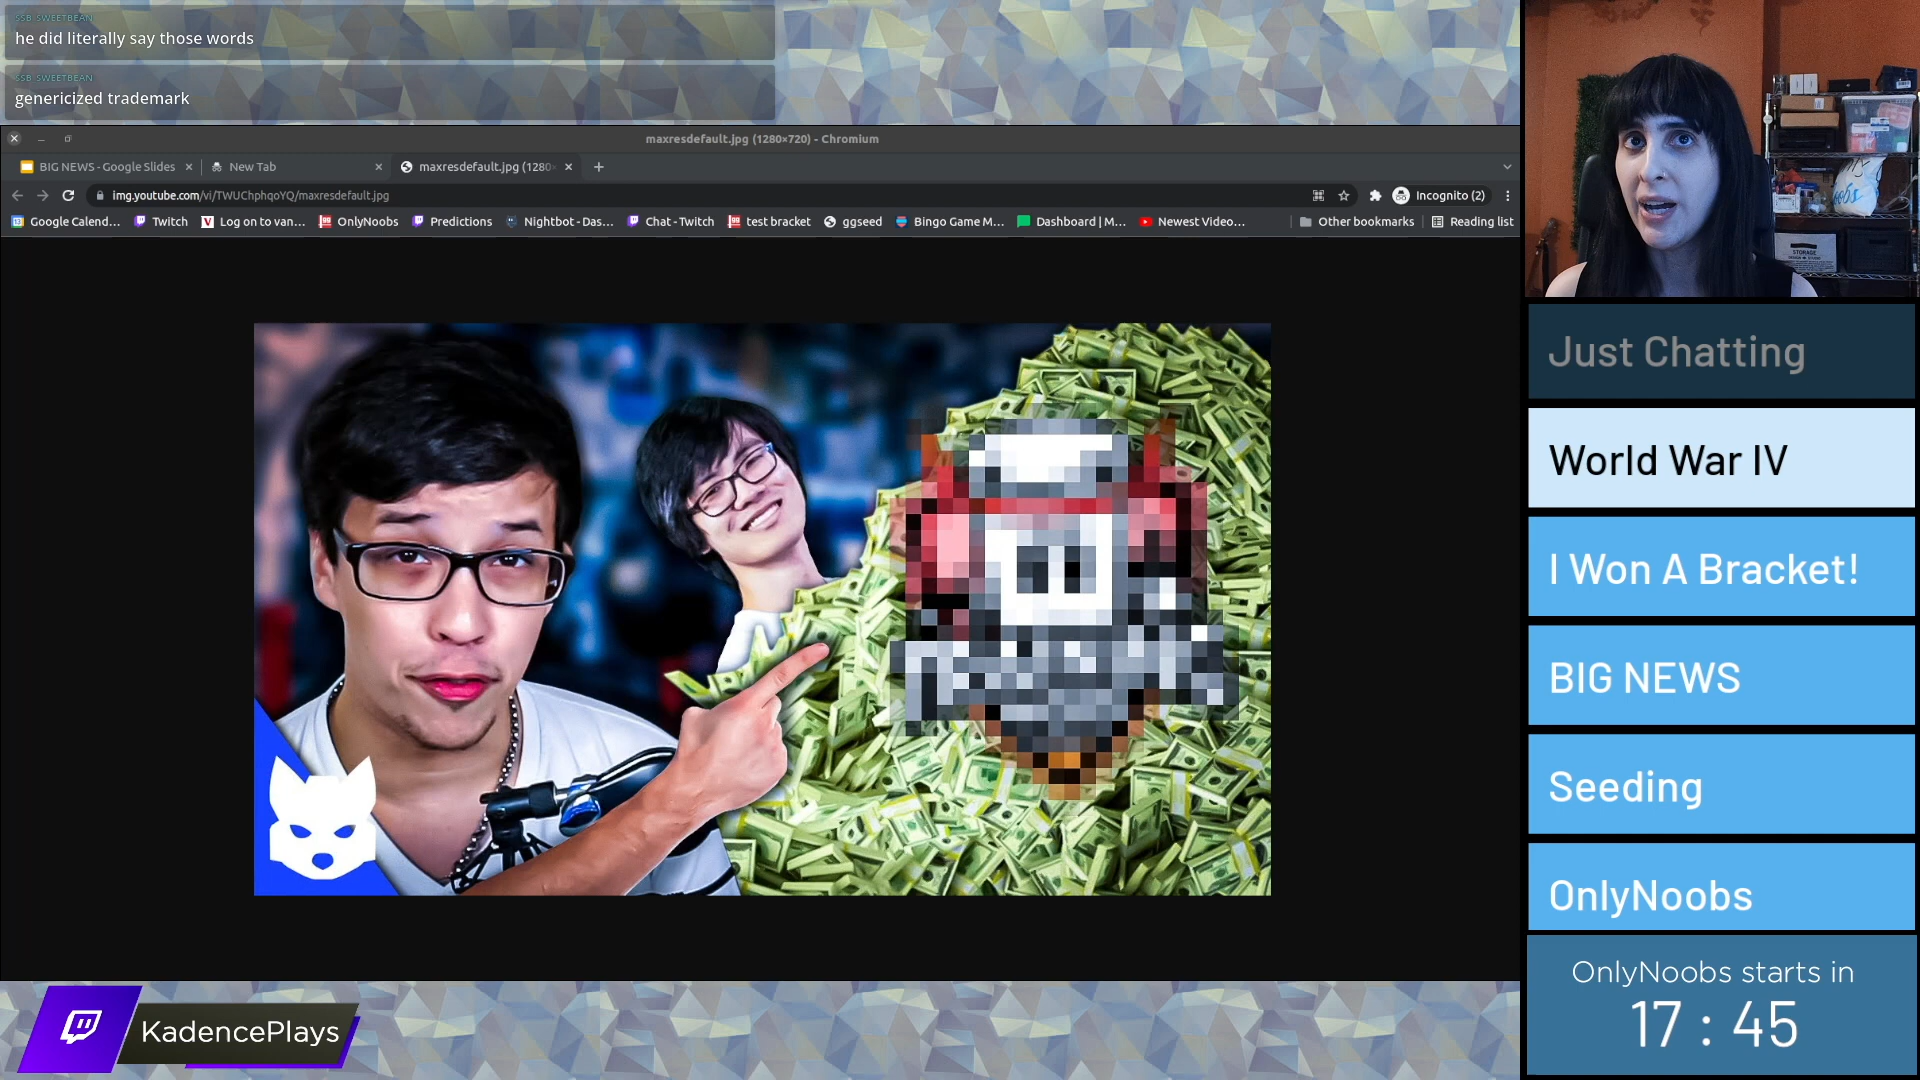 SSB_SWEETBEAN
he did literally say those words
SSB_SWEETBEAN
genericized trademark
maxresdefault.jpg (1280×720) - Chromium
BIG NEWS - Google Slides
New Tab
maxresdefault.jpg (1280×
img.youtube.com/vi/TWUChphqoYQ/maxresdefault.jpg
Incognito (2)
Google Calend...
Twitch
Log on to van...
OnlyNoobs
Predictions
Nightbot - Das...
Chat - Twitch
test bracket
ggseed
Bingo Game M...
Dashboard | M...
Newest Video...
Other bookmarks
Reading list
STORAGE
Just Chatting
World War IV
I Won A Bracket!
BIG NEWS
Seeding
OnlyNoobs
OnlyNoobs starts in
17 : 45
KadencePlays